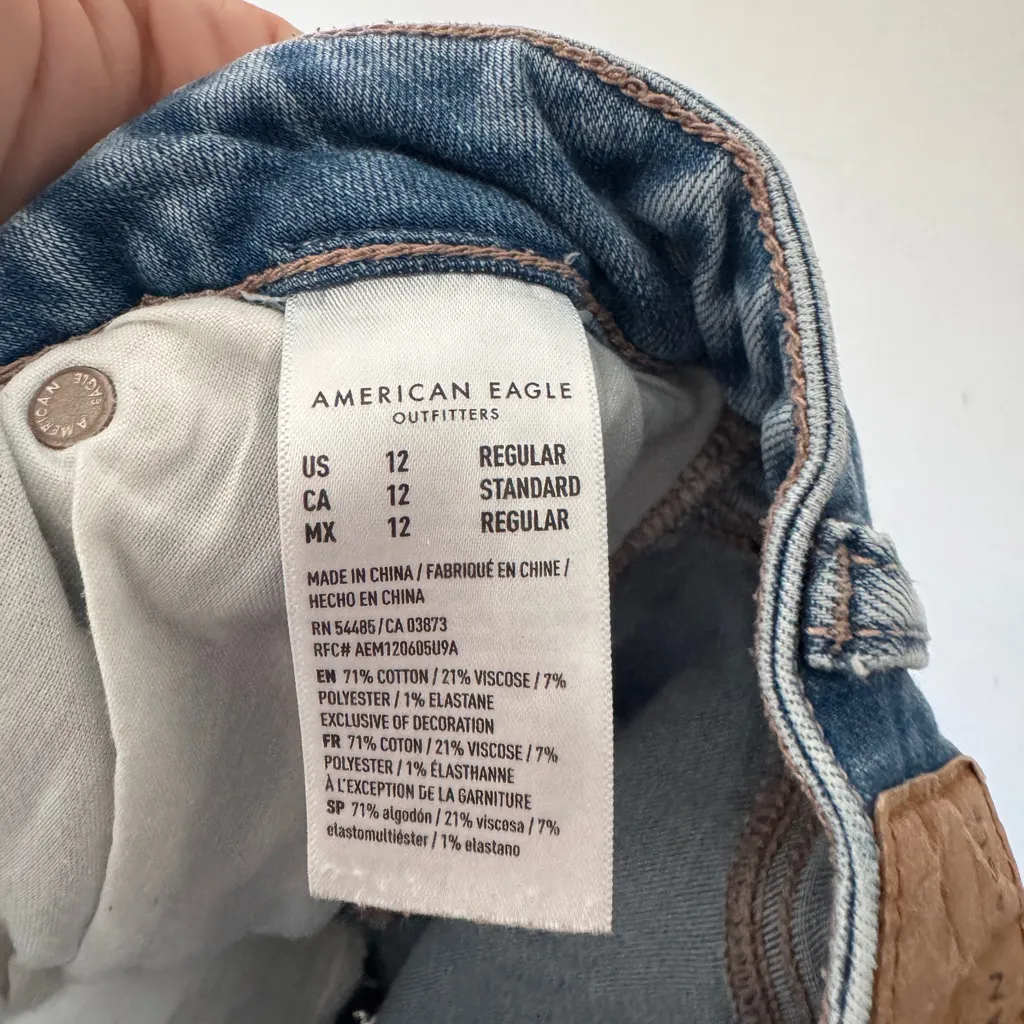 AMERICAN EAGLE
OUTFITTERS
US 12 REGULAR
CA 12 STANDARD
MX 12 REGULAR
MADE IN CHINA / FABRIQUÉ EN CHINE /
HECHO EN CHINA
RN 54485 / CA 03873
RFC# AEM120605U9A
EN 71% COTTON / 21% VISCOSE / 7%
POLYESTER / 1% ELASTANE
EXCLUSIVE OF DECORATION
FR 71% COTON / 21% VISCOSE / 7%
POLYESTER / 1% ÉLASTHANNE
À L'EXCEPTION DE LA GARNITURE
SP 71% algodón / 21% viscosa / 7%
elastomultiéster / 1% elastano
AMERICAN EAGLE